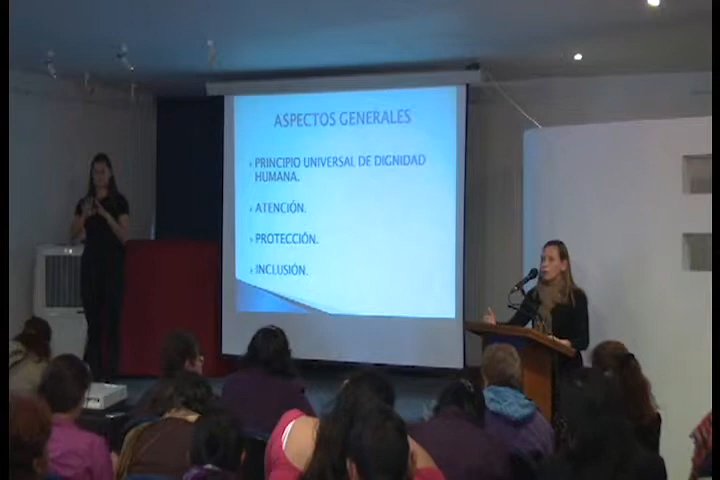 ASPECTOS GENERALES
PRINCIPIO UNIVERSAL DE DIGNIDAD
HUMANA.
ATENCIÓN.
PROTECCIÓN.
INCLUSIÓN.